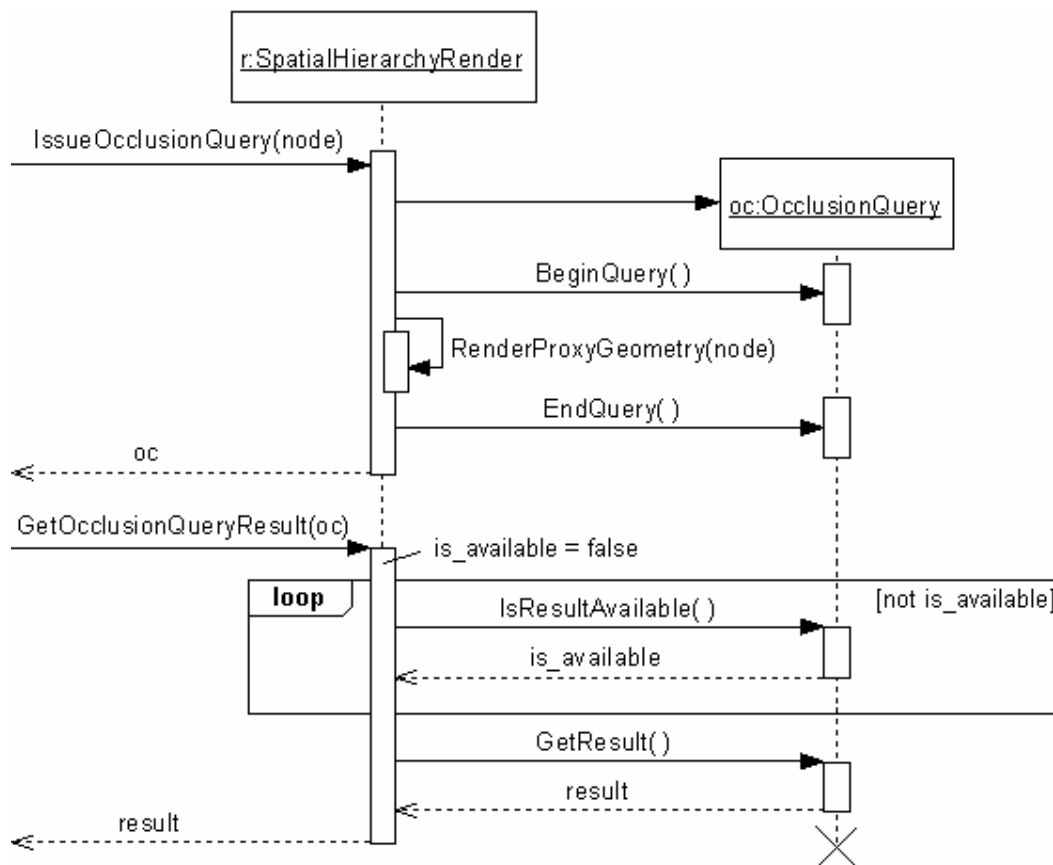 r:SpatialHierarchyRender
IssueOcclusionQuery(node)
oc:OcclusionQuery
BeginQuery( )
RenderProxyGeometry(node)
EndQuery( )
oc
GetOcclusionQueryResult(oc)
is_available = false
loop
[not is_available]
IsResultAvailable( )
is_available
GetResult( )
result
result